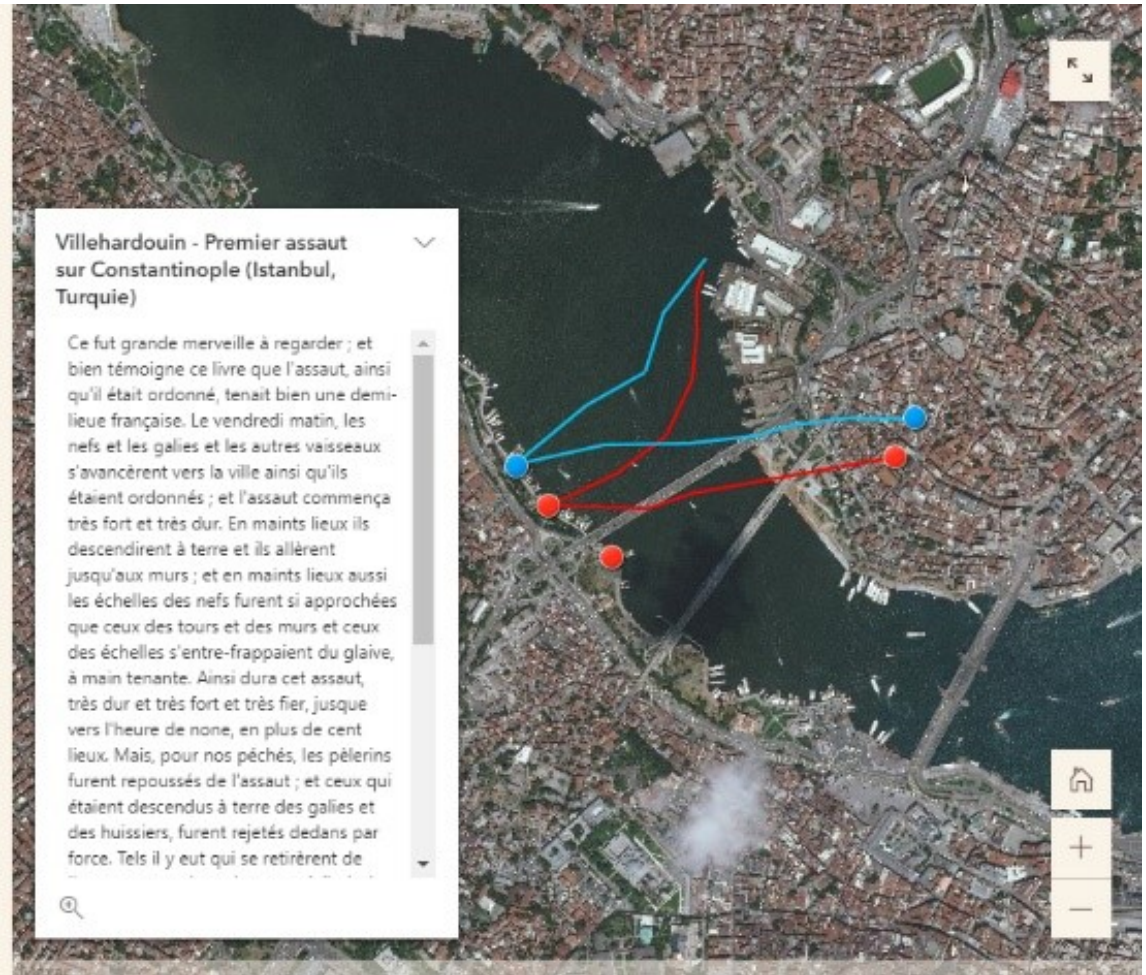 Villehardouin - Premier assaut
sur Constantinople (Istanbul,
Turquie)
Ce fut grande merveille à regarder ; et
bien témoigne ce livre que l'assaut, ainsi
qu'il était ordonné, tenait bien une demi-
lieue française. Le vendredi matin, les
nefs et les galies et les autres vaisseaux
s'avancèrent vers la ville ainsi qu'ils
étaient ordonnés ; et l'assaut commença
très fort et très dur. En maints lieux ils
descendirent à terre et ils allèrent
jusqu'aux murs ; et en maints lieux aussi
les échelles des nefs furent si approchées
que ceux des tours et des murs et ceux
des échelles s'entre-frappaient du glaive,
à main tenante. Ainsi dura cet assaut,
très dur et très fort et très fier, jusque
vers l'heure de none, en plus de cent
lieux. Mais, pour nos péchés, les pèlerins
furent repoussés de l'assaut ; et ceux qui
étaient descendus à terre des galies et
des huissiers, furent rejetés dedans par
force. Tels il y eut qui se retirèrent de